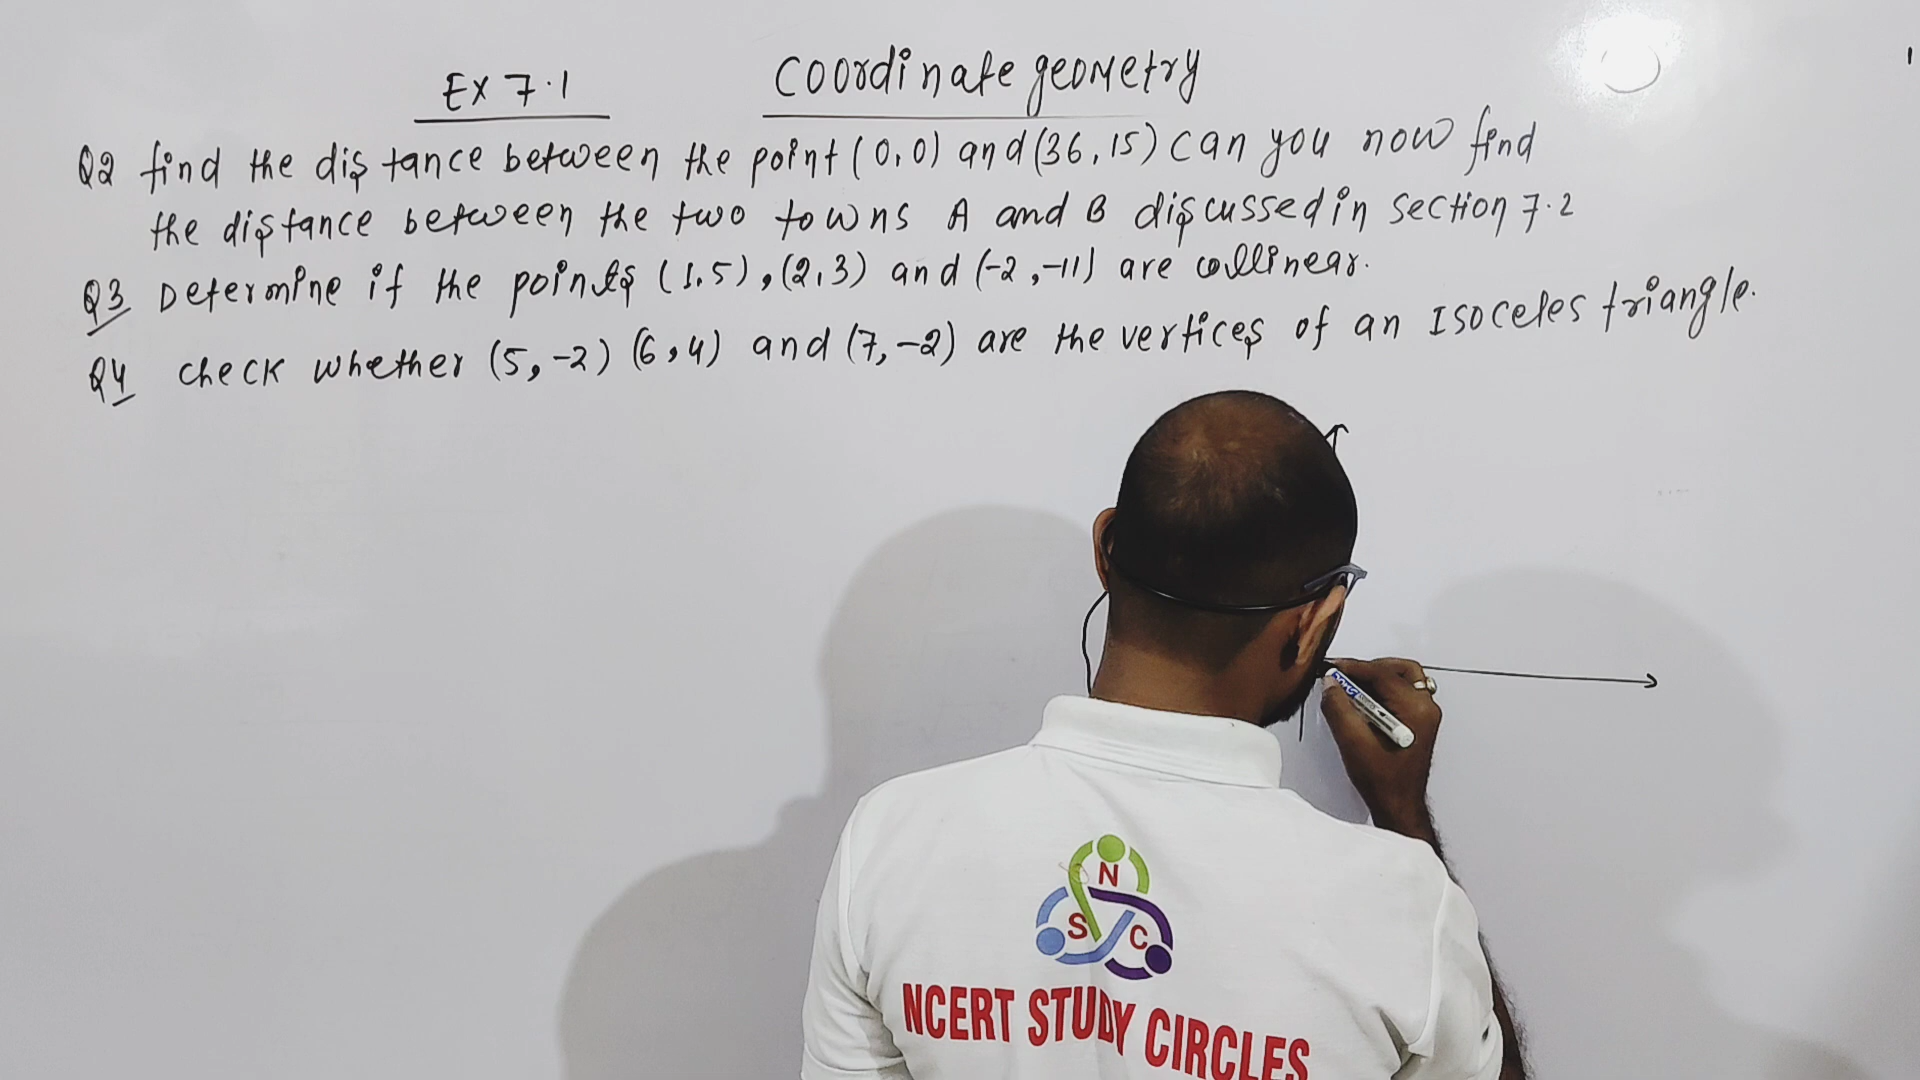 Ex 7.1
Coordinate geometry
Q2 find the distance between the point (0,0) and (36,15) can you now find
the distance between the two towns A and B discussed in section 7.2
Q3 Determine if the points (1,5), (2,3) and (-2,-11) are collinear.
Q4 check whether (5,-2) (6,4) and (7,-2) are the vertices of an Isoceles triangle.
N
S C
NCERT STUDY CIRCLES